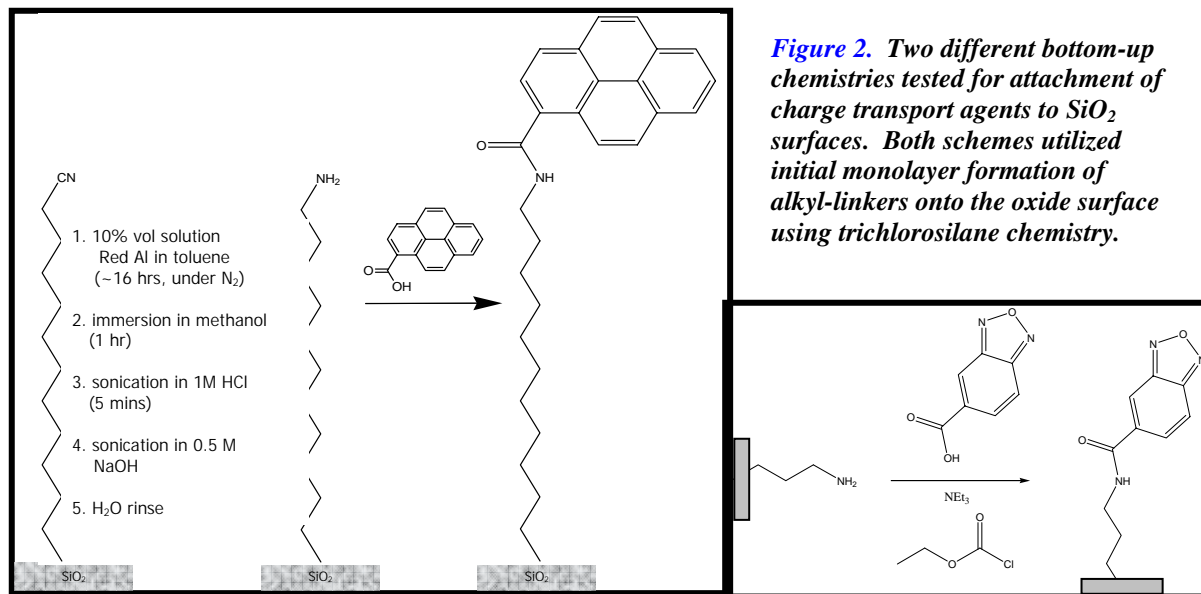 Figure 2. Two different bottom-up
chemistries tested for attachment of
charge transport agents to SiO2
surfaces. Both schemes utilized
initial monolayer formation of
alkyl-linkers onto the oxide surface
using trichlorosilane chemistry.
CN
1. 10% vol solution
Red Al in toluene
(~16 hrs, under N2)
2. immersion in methanol
(1 hr)
3. sonication in 1M HCl
(5 mins)
4. sonication in 0.5 M
NaOH
5. H2O rinse
SiO2
NH2
SiO2
O
OH
O
NH
SiO2
NH2
N
O
N
O
OH
NEt3
O
O
Cl
N
O
N
O
NH